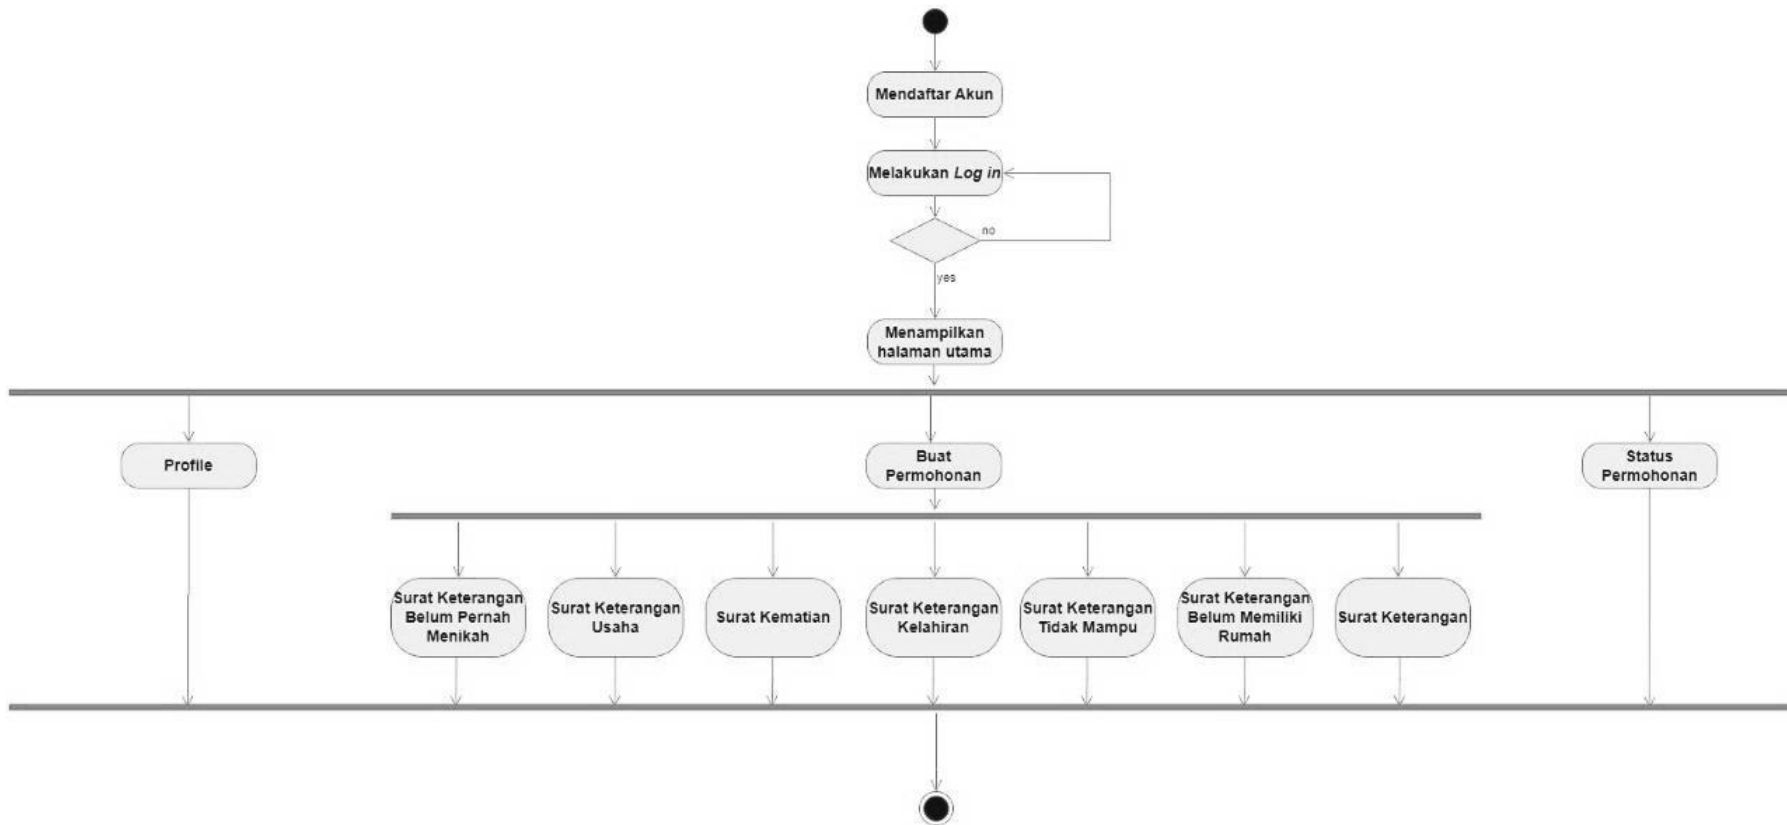 Mendaftar Akun
Melakukan Log in
no
yes
Menampilkan
halaman utama
Profile
Buat
Permohonan
Status
Permohonan
Surat Keterangan
Belum Pernah
Menikah
Surat Keterangan
Usaha
Surat Kematian
Surat Keterangan
Kelahiran
Surat Keterangan
Tidak Mampu
Surat Keterangan
Belum Memiliki
Rumah
Surat Keterangan